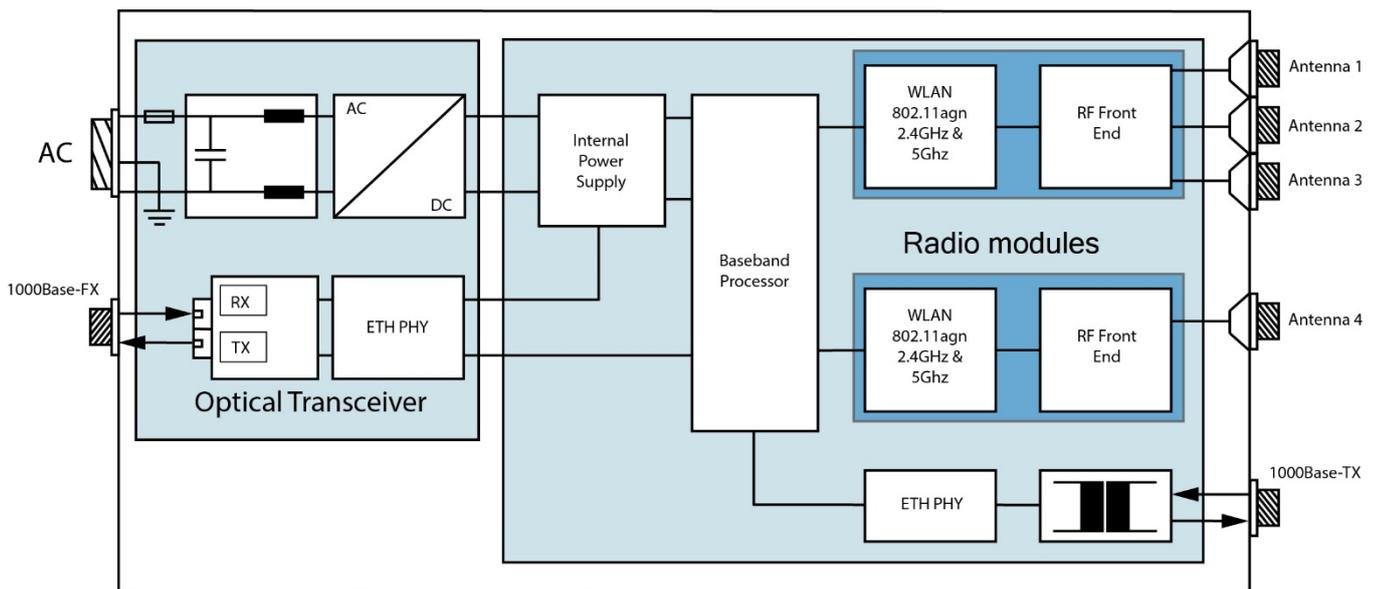 AC
1000Base-FX
AC
DC
RX
TX
ETH PHY
Optical Transceiver
Internal
Power
Supply
Baseband
Processor
WLAN
802.11agn
2.4GHz &
5Ghz
RF Front
End
Radio modules
WLAN
802.11agn
2.4GHz &
5Ghz
RF Front
End
ETH PHY
Antenna 1
Antenna 2
Antenna 3
Antenna 4
1000Base-TX